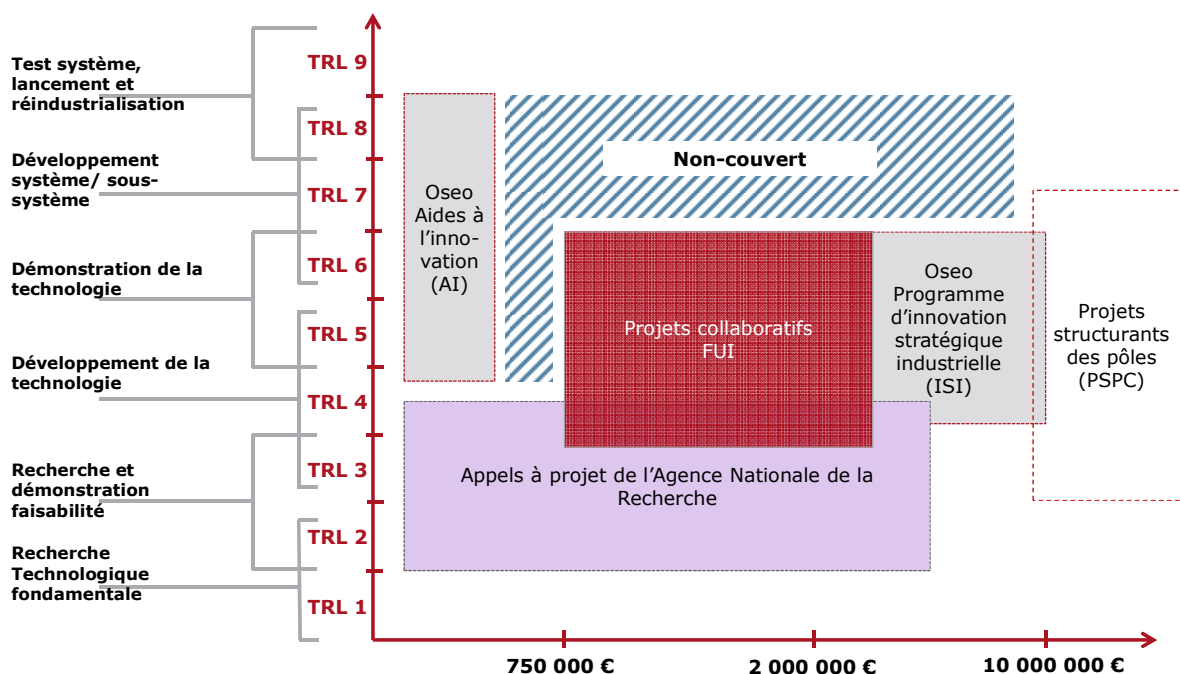 Test système,
lancement et
réindustrialisation
Développement
système/ sous-
système
Démonstration de la
technologie
Développement de la
technologie
Recherche et
démonstration
faisabilité
Recherche
Technologique
fondamentale
TRL 9
TRL 8
TRL 7
TRL 6
TRL 5
TRL 4
TRL 3
TRL 2
TRL 1
Oseo
Aides à
l'inno-
vation
(AI)
Non-couvert
Projets collaboratifs
FUI
Oseo
Programme
d'innovation
stratégique
industrielle
(ISI)
Projets
structurants
des pôles
(PSPC)
Appels à projet de l'Agence Nationale de la
Recherche
750 000 €
2 000 000 €
10 000 000 €